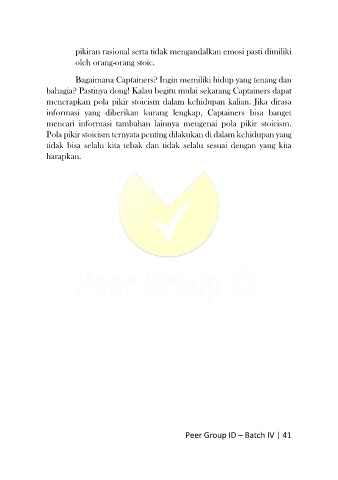 pikiran rasional serta tidak mengandalkan emosi pasti dimiliki
oleh orang-orang stoic.
Bagaimana Captainers? Ingin memiliki hidup yang tenang dan
bahagia? Pastinya dong! Kalau begitu mulai sekarang Captainers dapat
menerapkan pola pikir stoicism dalam kehidupan kalian. Jika dirasa
informasi yang diberikan kurang lengkap, Captainers bisa banget
mencari informasi tambahan lainnya mengenai pola pikir stoicism.
Pola pikir stoicism ternyata penting dilakukan di dalam kehidupan yang
tidak bisa selalu kita tebak dan tidak selalu sesuai dengan yang kita
harapkan.
Peer Group ID
Peer Group ID – Batch IV | 41